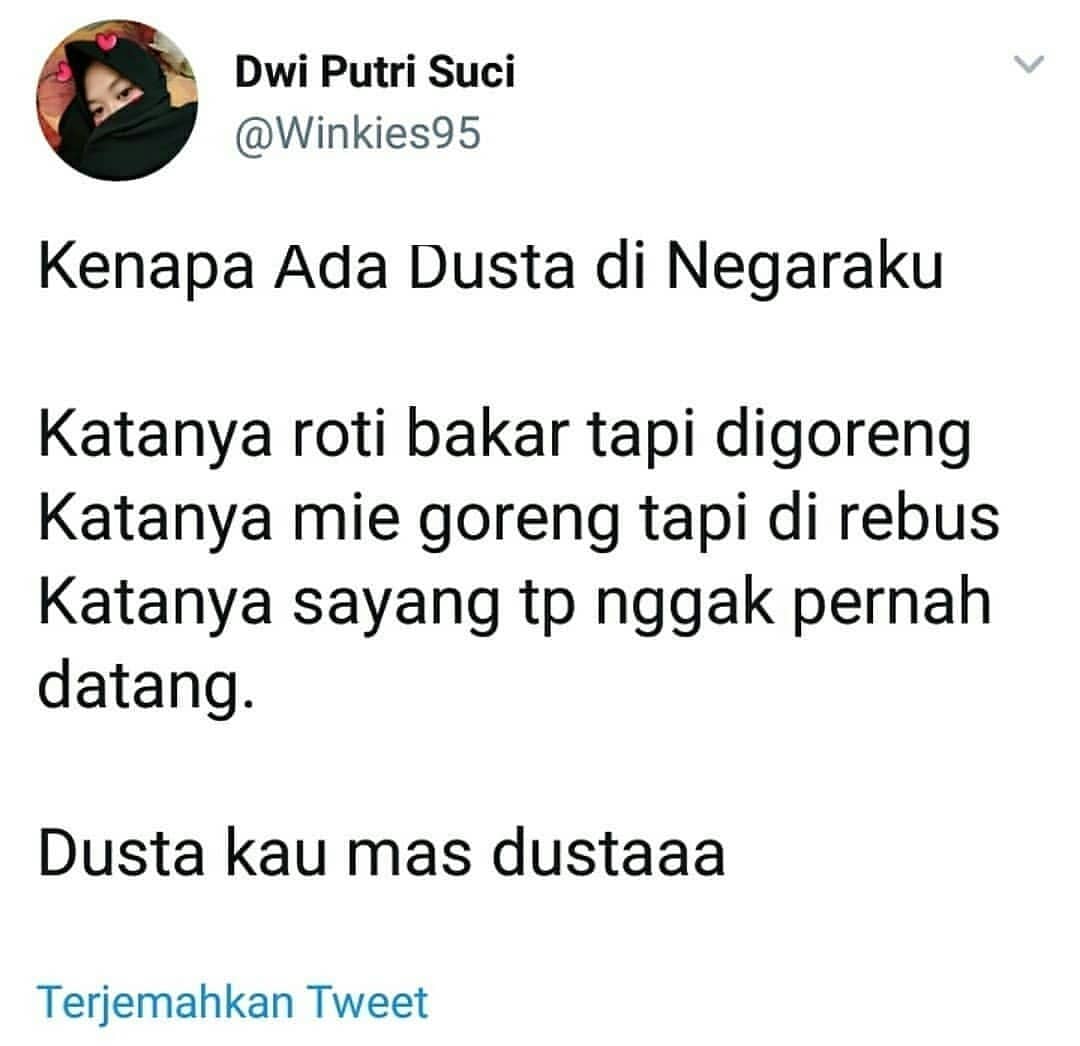 Dwi Putri Suci
@Winkies95
Kenapa Ada Dusta di Negaraku
Katanya roti bakar tapi digoreng
Katanya mie goreng tapi di rebus
Katanya sayang tp nggak pernah
datang.
Dusta kau mas dustaaa
Terjemahkan Tweet